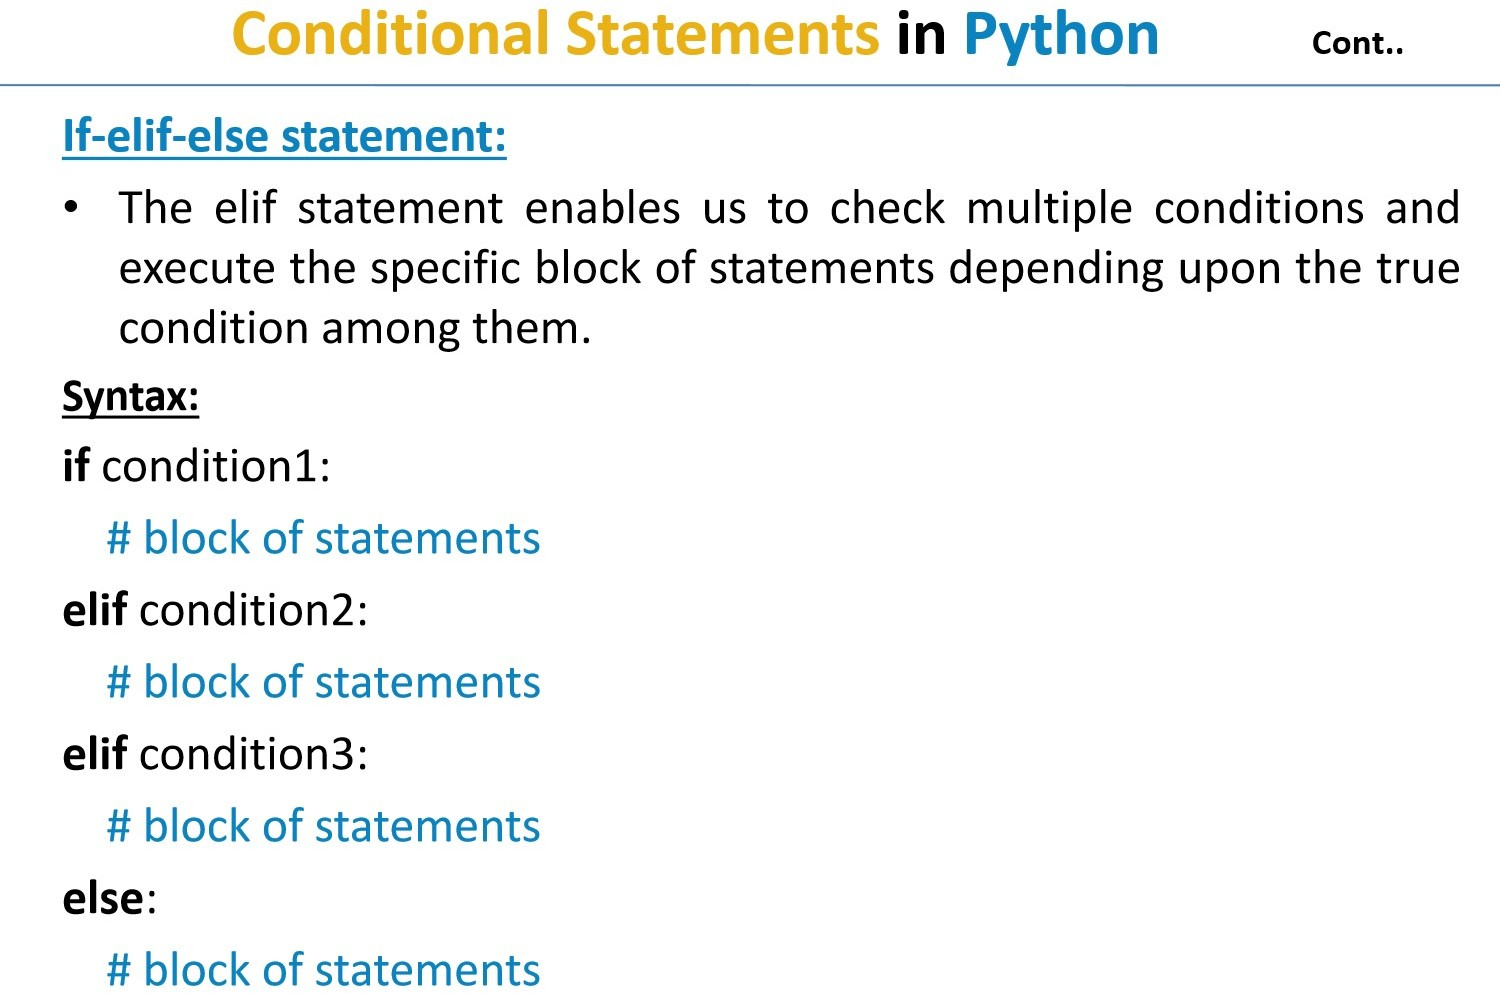 Conditional Statements in Python Cont..
If-elif-else statement:
• The elif statement enables us to check multiple conditions and
execute the specific block of statements depending upon the true
condition among them.
Syntax:
if condition1:
# block of statements
elif condition2:
# block of statements
elif condition3:
# block of statements
else:
# block of statements